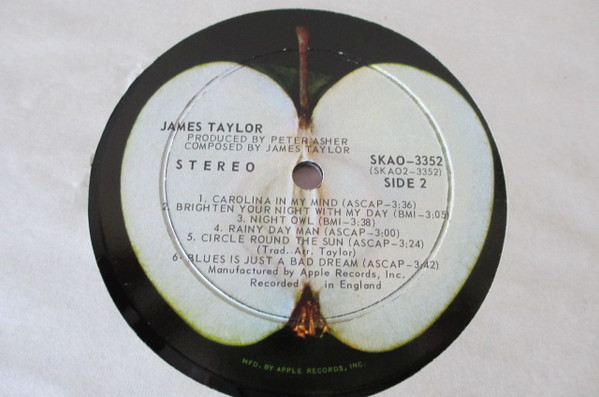 JAMES TAYLOR
PRODUCED BY PETER ASHER
COMPOSED BY JAMES TAYLOR
STEREO
SKAO-3352
(SKAO2-3352)
SIDE 2
1. CAROLINA IN MY MIND (ASCAP-3:36)
2. BRIGHTEN YOUR NIGHT WITH MY DAY (BMI-3:05)
3. NIGHT OWL (BMI-3:38)
4. RAINY DAY MAN (ASCAP-3:00)
5. CIRCLE ROUND THE SUN (ASCAP-3:24)
(Trad. Arr. Taylor)
6 BLUES IS JUST A BAD DREAM (ASCAP-3:42)
Manufactured by Apple Records, Inc.
Recorded in England
MFD. BY APPLE RECORDS, INC.